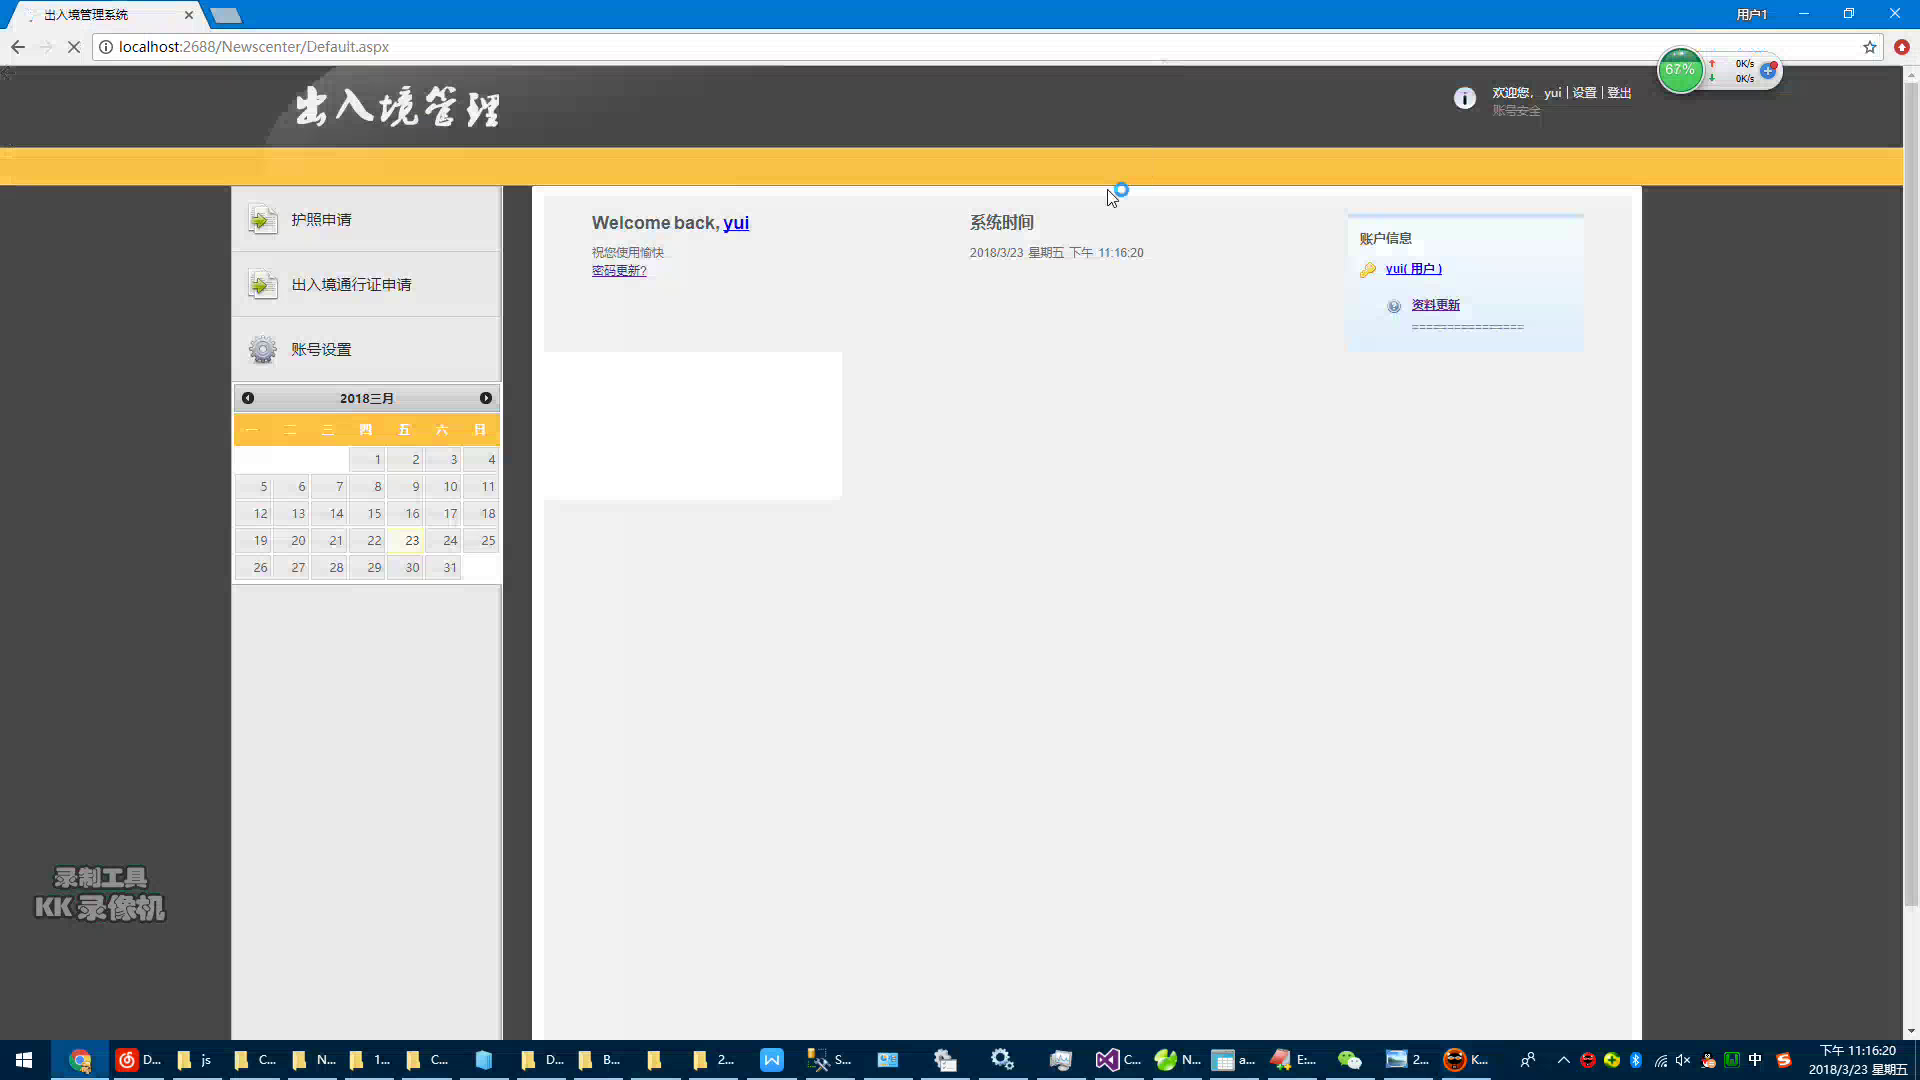 出入境管理系统
用户1
localhost:2688/Newscenter/Default.aspx
67%
0K/s
0K/s
出入境管理
欢迎您, yui | 设置 | 登出
账号安全
护照申请
出入境通行证申请
账号设置
2018三月
一 二 三 四 五 六 日
1 2 3 4
5 6 7 8 9 10 11
12 13 14 15 16 17 18
19 20 21 22 23 24 25
26 27 28 29 30 31
Welcome back, yui
祝您使用愉快
密码更新?
系统时间
2018/3/23 星期五 下午 11:16:20
账户信息
yui( 用户 )
资料更新
================
录制工具
KK 录像机
D... js C... N... 1... C... D... B... 2... S... C... N... a... E:... 2... K...
中
下午 11:16:20
2018/3/23 星期五